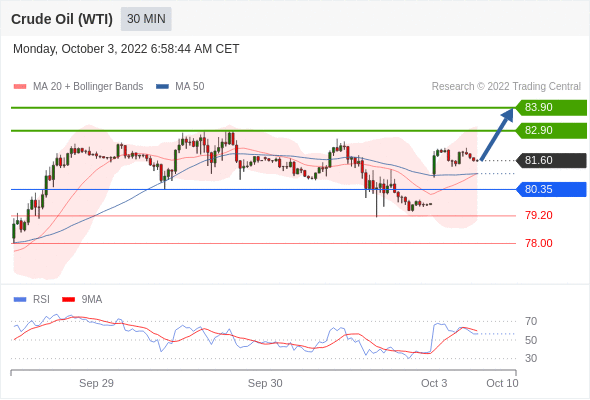 Crude Oil (WTI) 30 MIN
Monday, October 3, 2022 6:58:44 AM CET
MA 20 + Bollinger Bands MA 50 Research © 2022 Trading Central
83.90
82.90
81.60
80.35
79.20
78.00
RSI 9MA
70
50
30
Sep 29 Sep 30 Oct 3 Oct 10